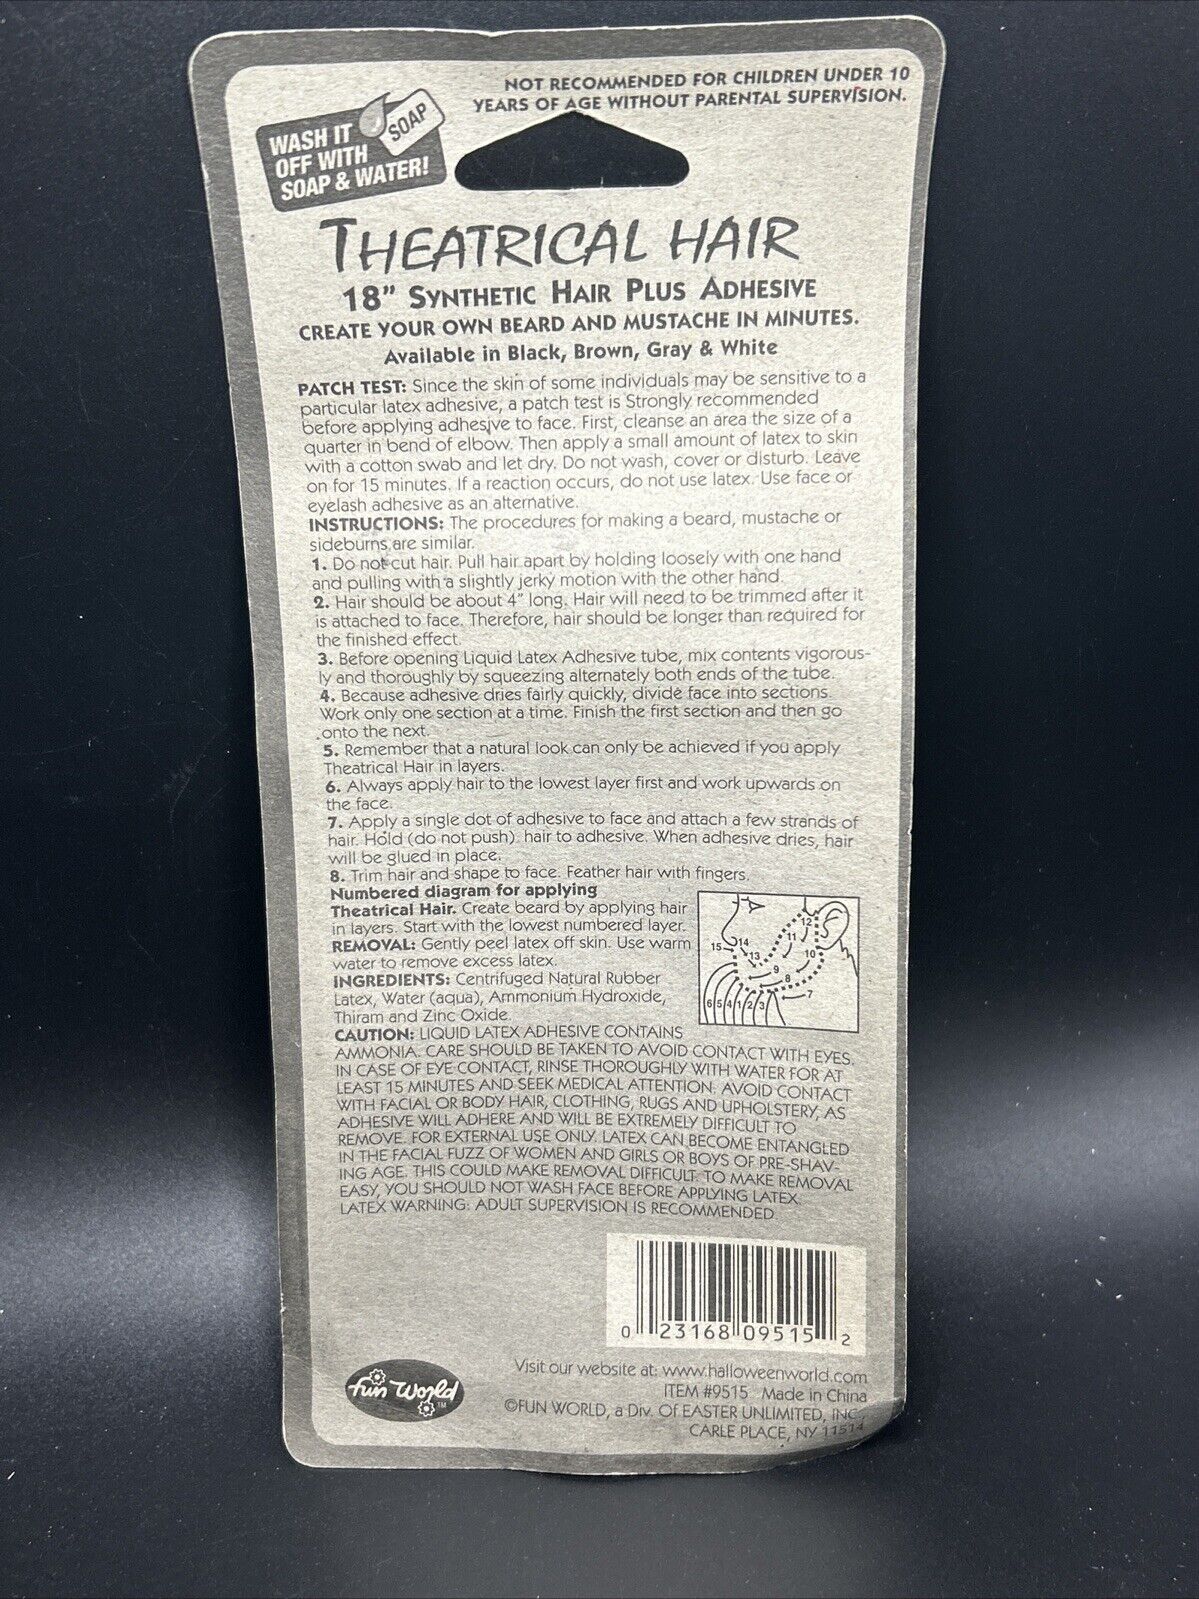 NOT RECOMMENDED FOR CHILDREN UNDER 10
YEARS OF AGE WITHOUT PARENTAL SUPERVISION.
WASH IT
OFF WITH
SOAP & WATER!
SOAP
THEATRICAL HAIR
18" SYNTHETIC HAIR PLUS ADHESIVE
CREATE YOUR OWN BEARD AND MUSTACHE IN MINUTES.
Available in Black, Brown, Gray & White
PATCH TEST: Since the skin of some individuals may be sensitive to a
particular latex adhesive, a patch test is Strongly recommended
before applying adhesive to face. First, cleanse an area the size of a
quarter in bend of elbow. Then apply a small amount of latex to skin
with a cotton swab and let dry. Do not wash, cover or disturb. Leave
on for 15 minutes. If a reaction occurs, do not use latex. Use face or
eyelash adhesive as an alternative.
INSTRUCTIONS: The procedures for making a beard, mustache or
sideburns are similar.
1. Do not cut hair. Pull hair apart by holding loosely with one hand
and pulling with a slightly jerky motion with the other hand.
2. Hair should be about 4" long. Hair will need to be trimmed after it
is attached to face. Therefore, hair should be longer than required for
the finished effect.
3. Before opening Liquid Latex Adhesive tube, mix contents vigorous-
ly and thoroughly by squeezing alternately both ends of the tube.
4. Because adhesive dries fairly quickly, divide face into sections.
Work only one section at a time. Finish the first section and then go
onto the next.
5. Remember that a natural look can only be achieved if you apply
Theatrical Hair in layers.
6. Always apply hair to the lowest layer first and work upwards on
the face.
7. Apply a single dot of adhesive to face and attach a few strands of
hair. Hold (do not push) hair to adhesive. When adhesive dries, hair
will be glued in place.
8. Trim hair and shape to face. Feather hair with fingers.
Numbered diagram for applying
Theatrical Hair. Create beard by applying hair
in layers. Start with the lowest numbered layer.
REMOVAL: Gently peel latex off skin. Use warm
water to remove excess latex.
INGREDIENTS: Centrifuged Natural Rubber
Latex, Water (aqua), Ammonium Hydroxide,
Thiram and Zinc Oxide.
12
11
14
15
13
10
9
8
7
6 5 4 1 2 3
CAUTION: LIQUID LATEX ADHESIVE CONTAINS
AMMONIA. CARE SHOULD BE TAKEN TO AVOID CONTACT WITH EYES.
IN CASE OF EYE CONTACT, RINSE THOROUGHLY WITH WATER FOR AT
LEAST 15 MINUTES AND SEEK MEDICAL ATTENTION. AVOID CONTACT
WITH FACIAL OR BODY HAIR, CLOTHING, RUGS AND UPHOLSTERY, AS
ADHESIVE WILL ADHERE AND WILL BE EXTREMELY DIFFICULT TO
REMOVE. FOR EXTERNAL USE ONLY. LATEX CAN BECOME ENTANGLED
IN THE FACIAL FUZZ OF WOMEN AND GIRLS OR BOYS OF PRE-SHAV-
ING AGE. THIS COULD MAKE REMOVAL DIFFICULT. TO MAKE REMOVAL
EASY, YOU SHOULD NOT WASH FACE BEFORE APPLYING LATEX.
LATEX WARNING: ADULT SUPERVISION IS RECOMMENDED.
0 23168 09515 2
Visit our website at: www.halloweenworld.com
ITEM #9515 Made in China
©FUN WORLD, a Div. Of EASTER UNLIMITED, INC.
CARLE PLACE, NY 11514
fun World™